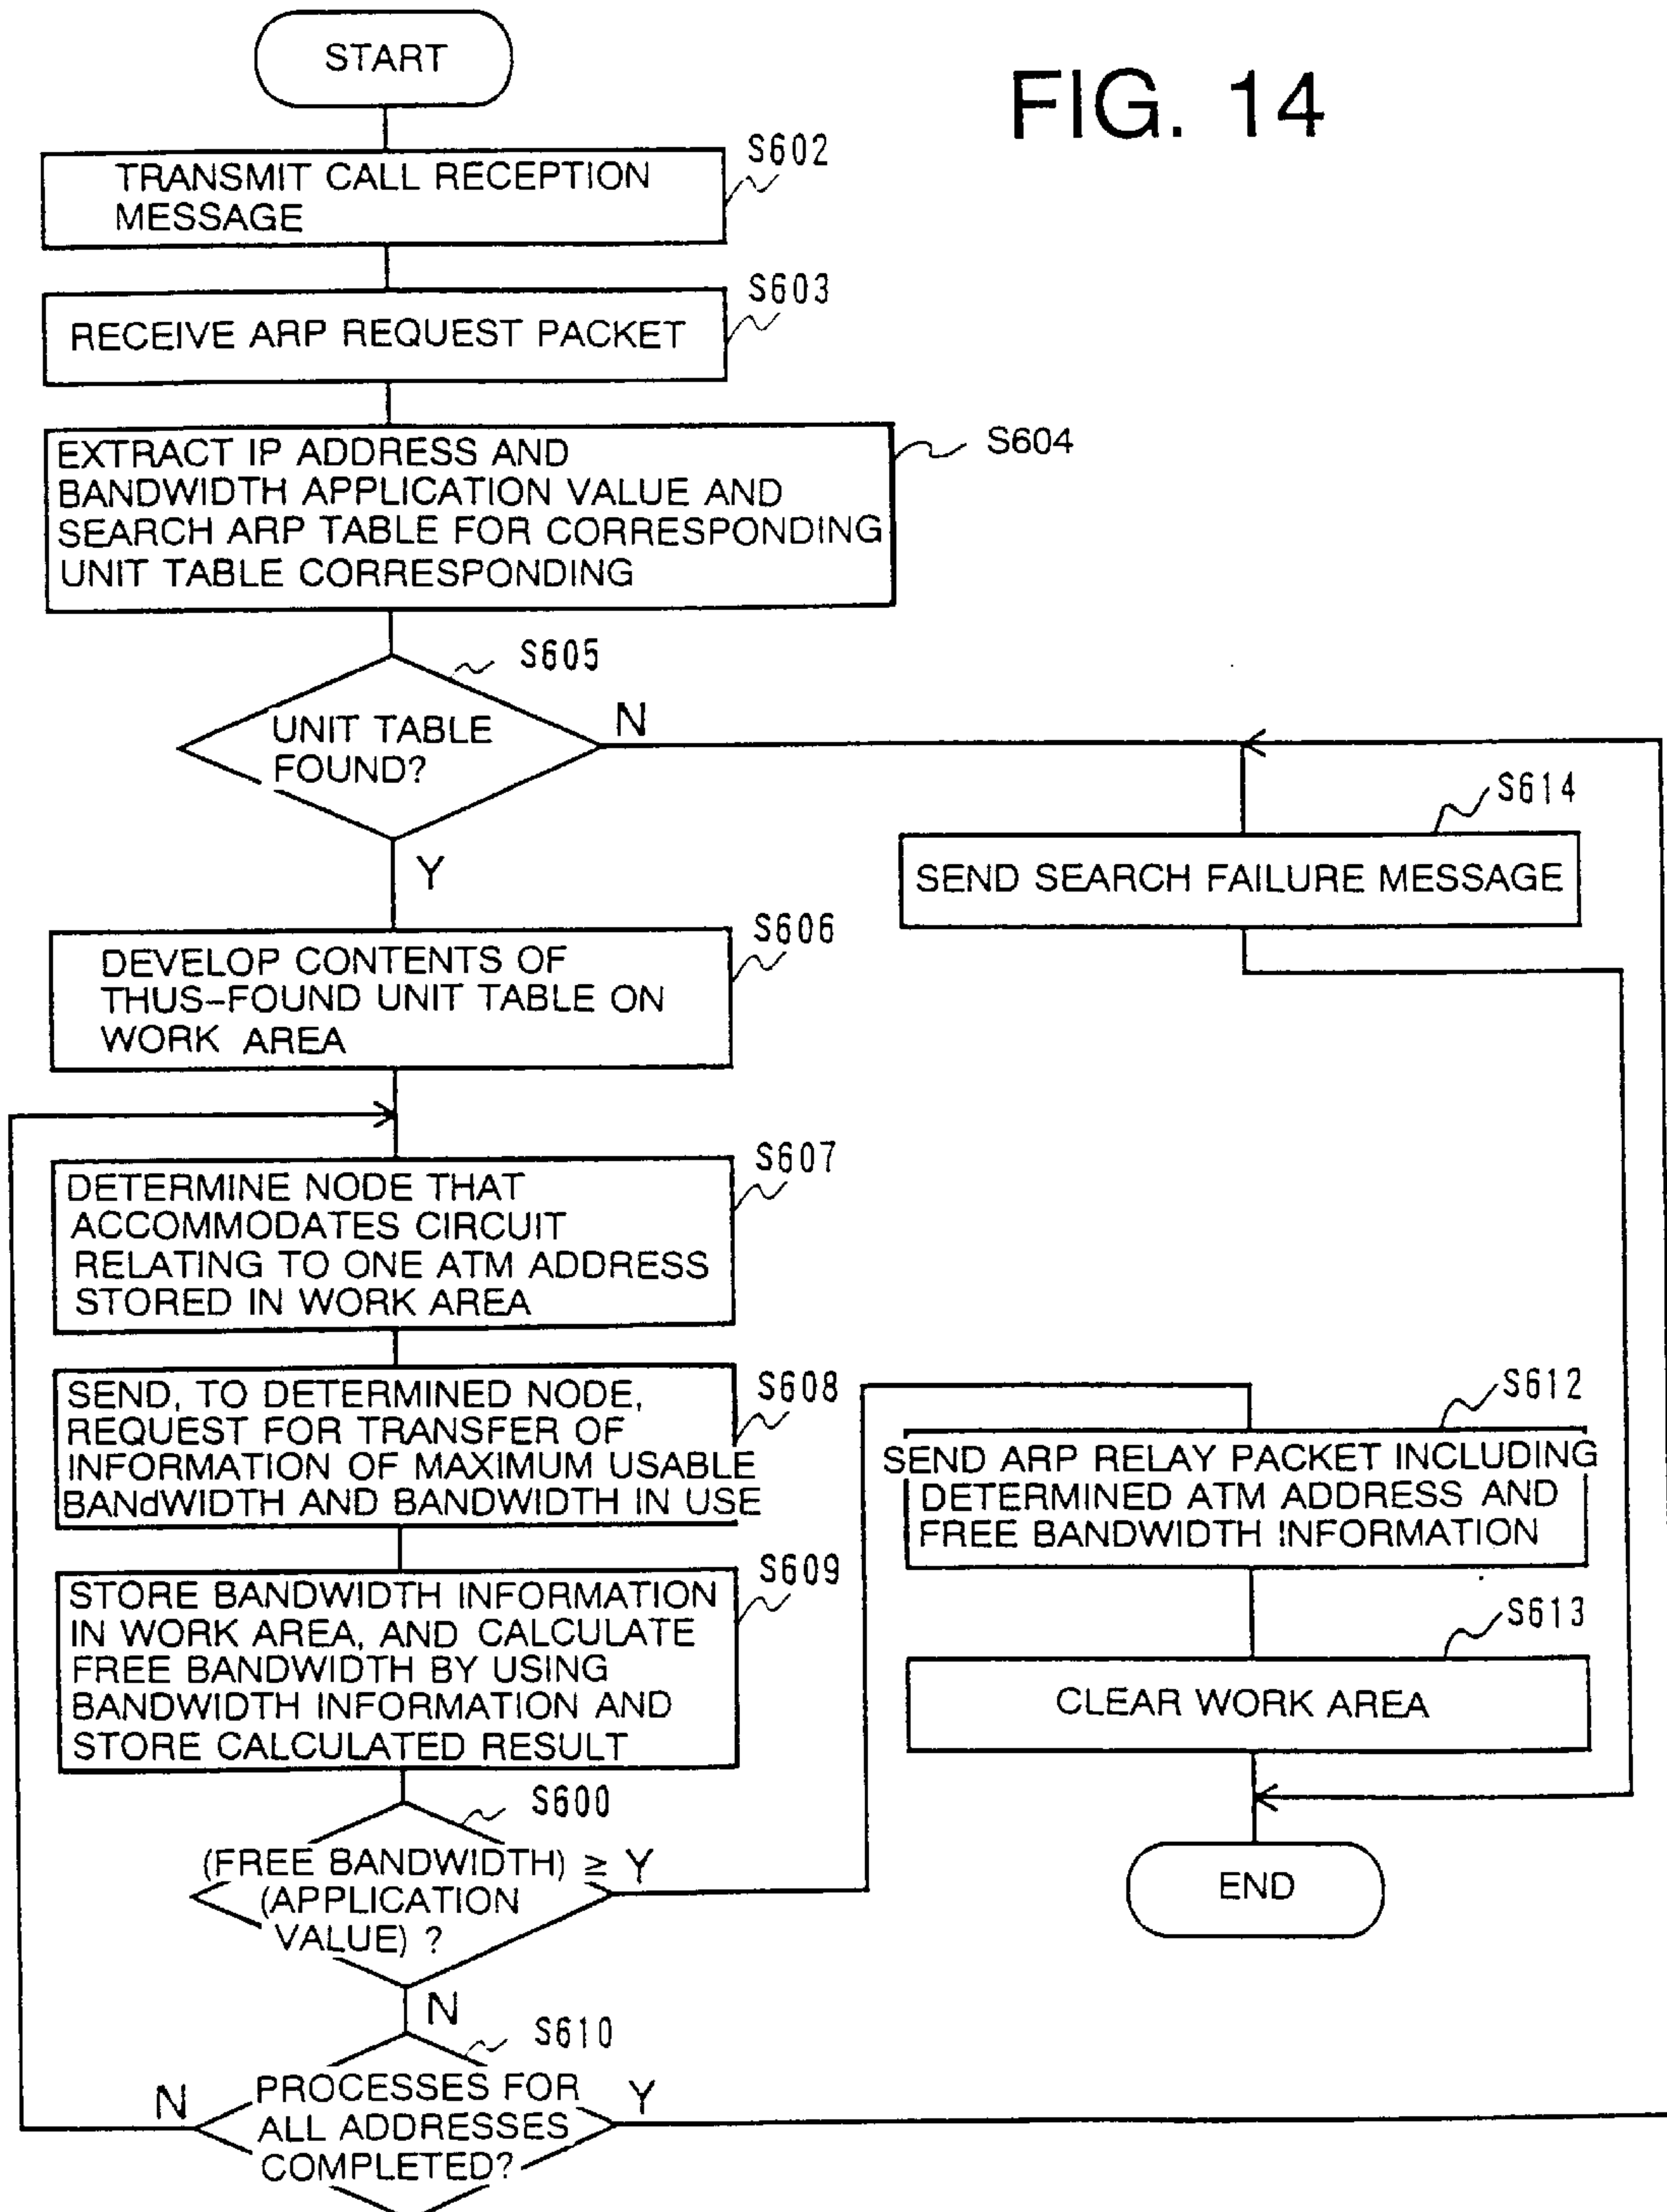 FIG. 14
START
S602
TRANSMIT CALL RECEPTION
MESSAGE
S603
RECEIVE ARP REQUEST PACKET
S604
EXTRACT IP ADDRESS AND
BANDWIDTH APPLICATION VALUE AND
SEARCH ARP TABLE FOR CORRESPONDING
UNIT TABLE CORRESPONDING
S605
UNIT TABLE
FOUND?
N
Y
S614
SEND SEARCH FAILURE MESSAGE
S606
DEVELOP CONTENTS OF
THUS-FOUND UNIT TABLE ON
WORK AREA
S607
DETERMINE NODE THAT
ACCOMMODATES CIRCUIT
RELATING TO ONE ATM ADDRESS
STORED IN WORK AREA
S608
SEND, TO DETERMINED NODE,
REQUEST FOR TRANSFER OF
INFORMATION OF MAXIMUM USABLE
BANdWIDTH AND BANDWIDTH IN USE
S612
SEND ARP RELAY PACKET INCLUDING
DETERMINED ATM ADDRESS AND
FREE BANDWIDTH INFORMATION
S609
STORE BANDWIDTH INFORMATION
IN WORK AREA, AND CALCULATE
FREE BANDWIDTH BY USING
BANDWIDTH INFORMATION AND
STORE CALCULATED RESULT
S613
CLEAR WORK AREA
S600
(FREE BANDWIDTH) ≥
(APPLICATION
VALUE) ?
Y
N
END
S610
PROCESSES FOR
ALL ADDRESSES
COMPLETED?
N
Y